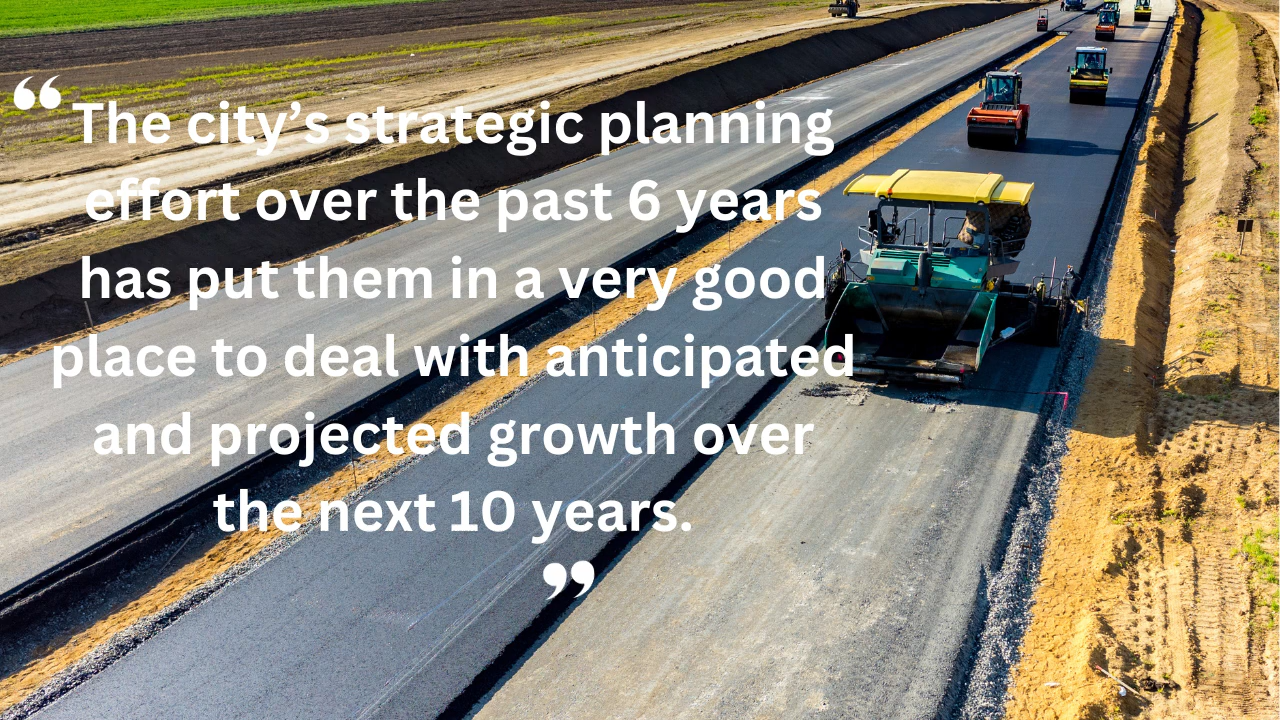 “The city’s strategic planning
effort over the past 6 years
has put them in a very good
place to deal with anticipated
and projected growth over
the next 10 years.
”